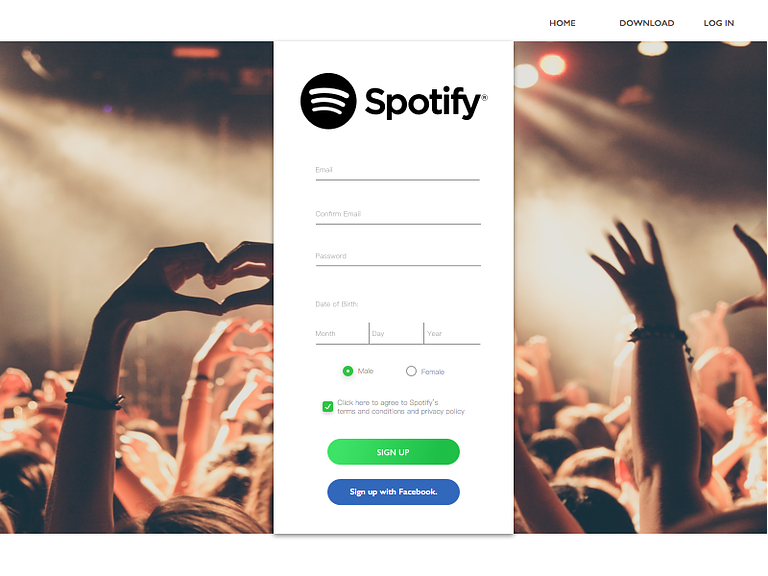 HOME DOWNLOAD LOG IN
Spotify®
Email
Confirm Email
Password
Date of Birth:
Month Day Year
Male Female
Click here to agree to Spotify's
terms and conditions and privacy policy
SIGN UP
Sign up with Facebook.